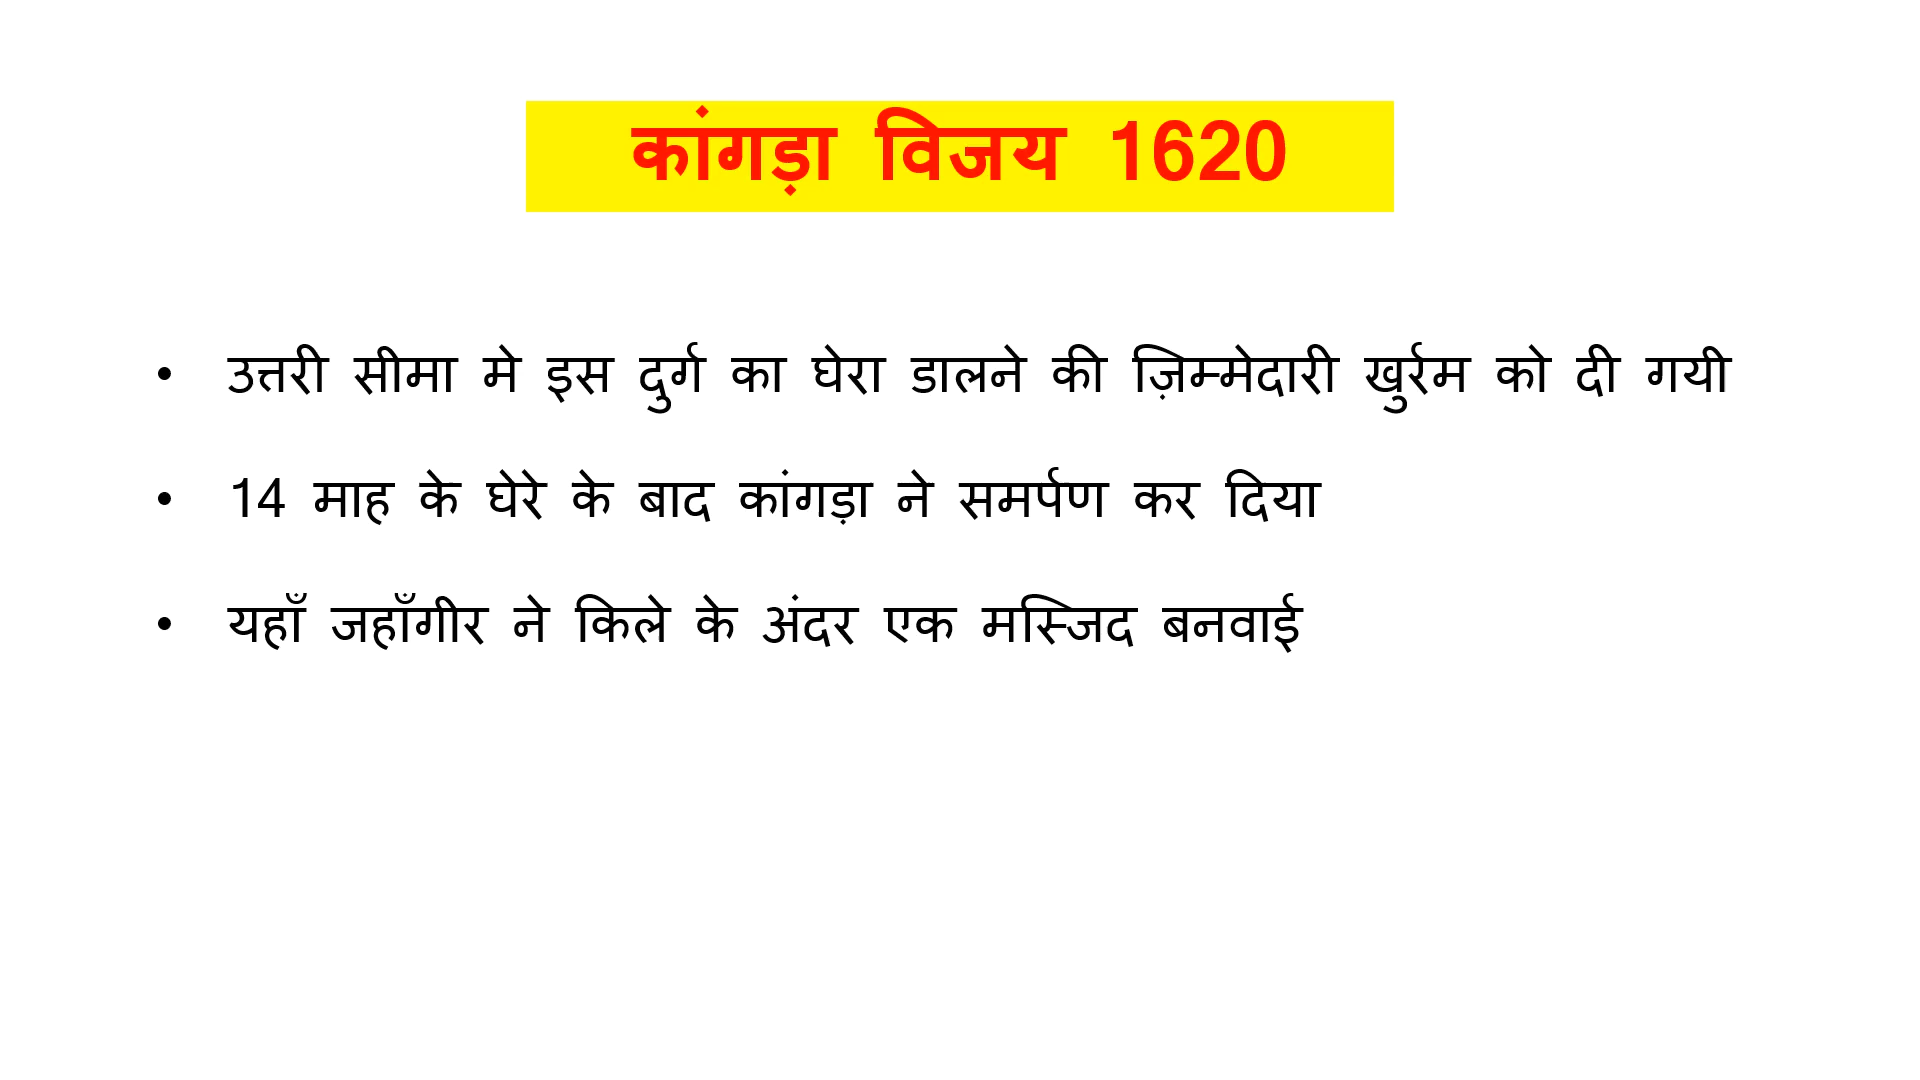 कांगड़ा विजय 1620
• उत्तरी सीमा मे इस दुर्ग का घेरा डालने की ज़िम्मेदारी खुर्रम को दी गयी
• 14 माह के घेरे के बाद कांगड़ा ने समर्पण कर दिया
• यहाँ जहाँगीर ने किले के अंदर एक मस्जिद बनवाई